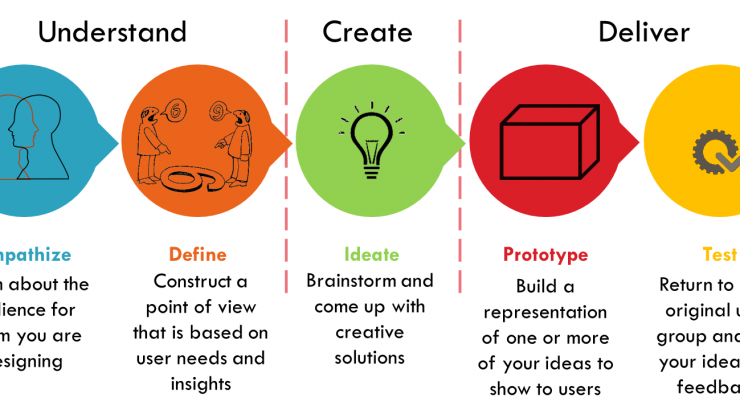 Understand
Create
Deliver
6
9
mpathize
n about the
lience for
m you are
esigning
Define
Construct a
point of view
that is based on
user needs and
insights
Ideate
Brainstorm and
come up with
creative
solutions
Prototype
Build a
representation
of one or more
of your ideas to
show to users
Test
Return to
original u
group and
your idea
feedba